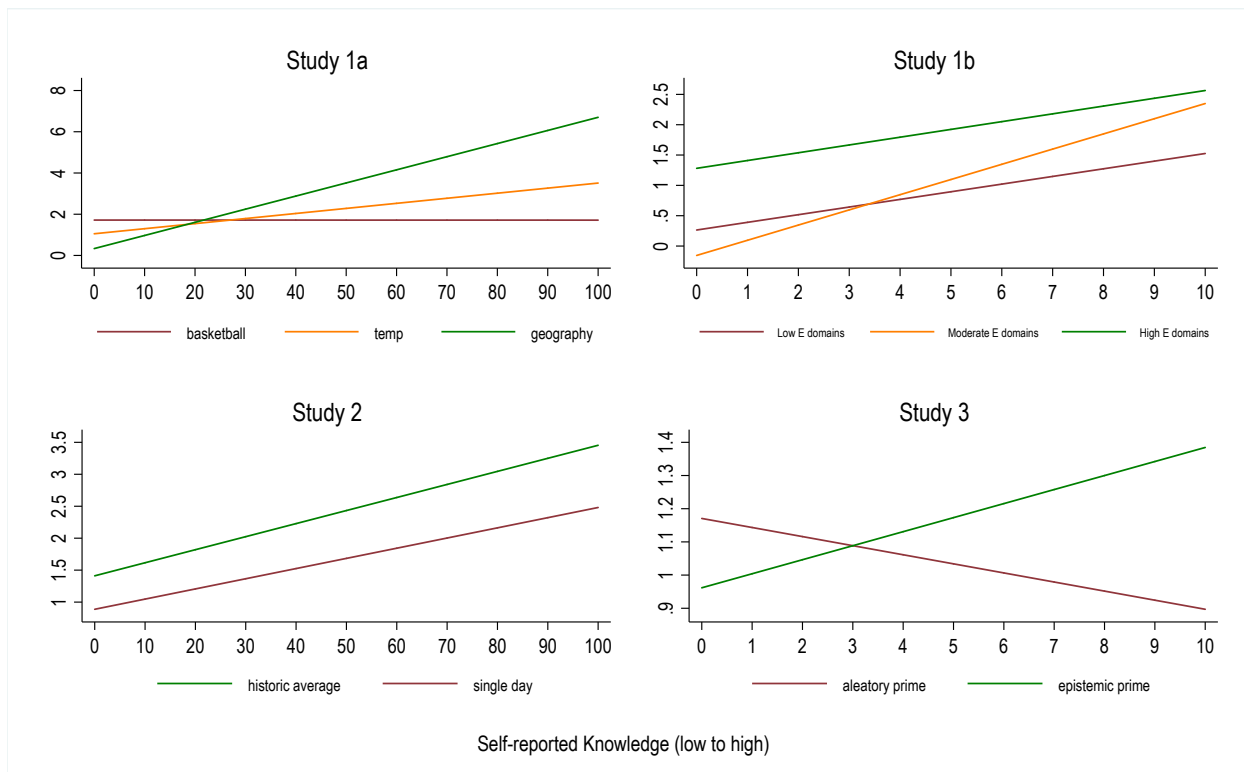 Study 1a
8
6
4
2
0
0 10 20 30 40 50 60 70 80 90 100
basketball temp geography
Study 1b
2.5
2
1.5
1
.5
0
0 1 2 3 4 5 6 7 8 9 10
Low E domains Moderate E domains High E domains
Study 2
3.5
3
2.5
2
1.5
1
0 10 20 30 40 50 60 70 80 90 100
historic average single day
Study 3
1.4
1.3
1.2
1.1
1
.9
0 1 2 3 4 5 6 7 8 9 10
aleatory prime epistemic prime
Self-reported Knowledge (low to high)